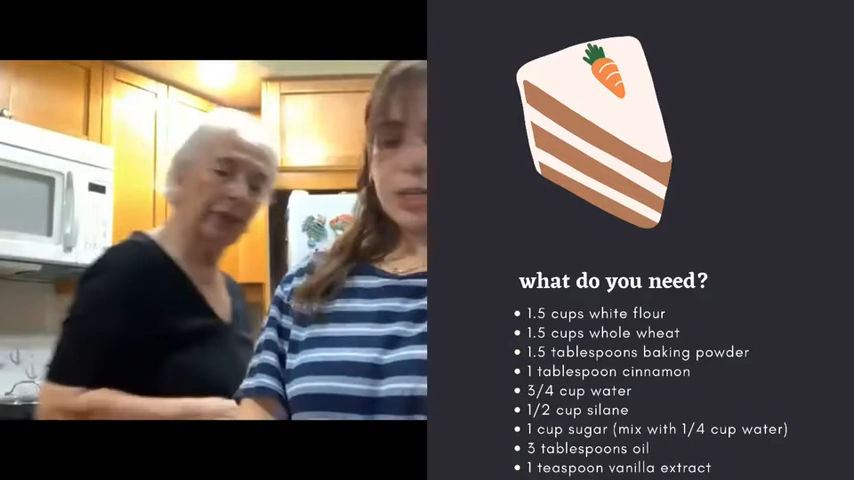 what do you need?
• 1.5 cups white flour
• 1.5 cups whole wheat
• 1.5 tablespoons baking powder
• 1 tablespoon cinnamon
• 3/4 cup water
• 1/2 cup silane
• 1 cup sugar (mix with 1/4 cup water)
• 3 tablespoons oil
• 1 teaspoon vanilla extract